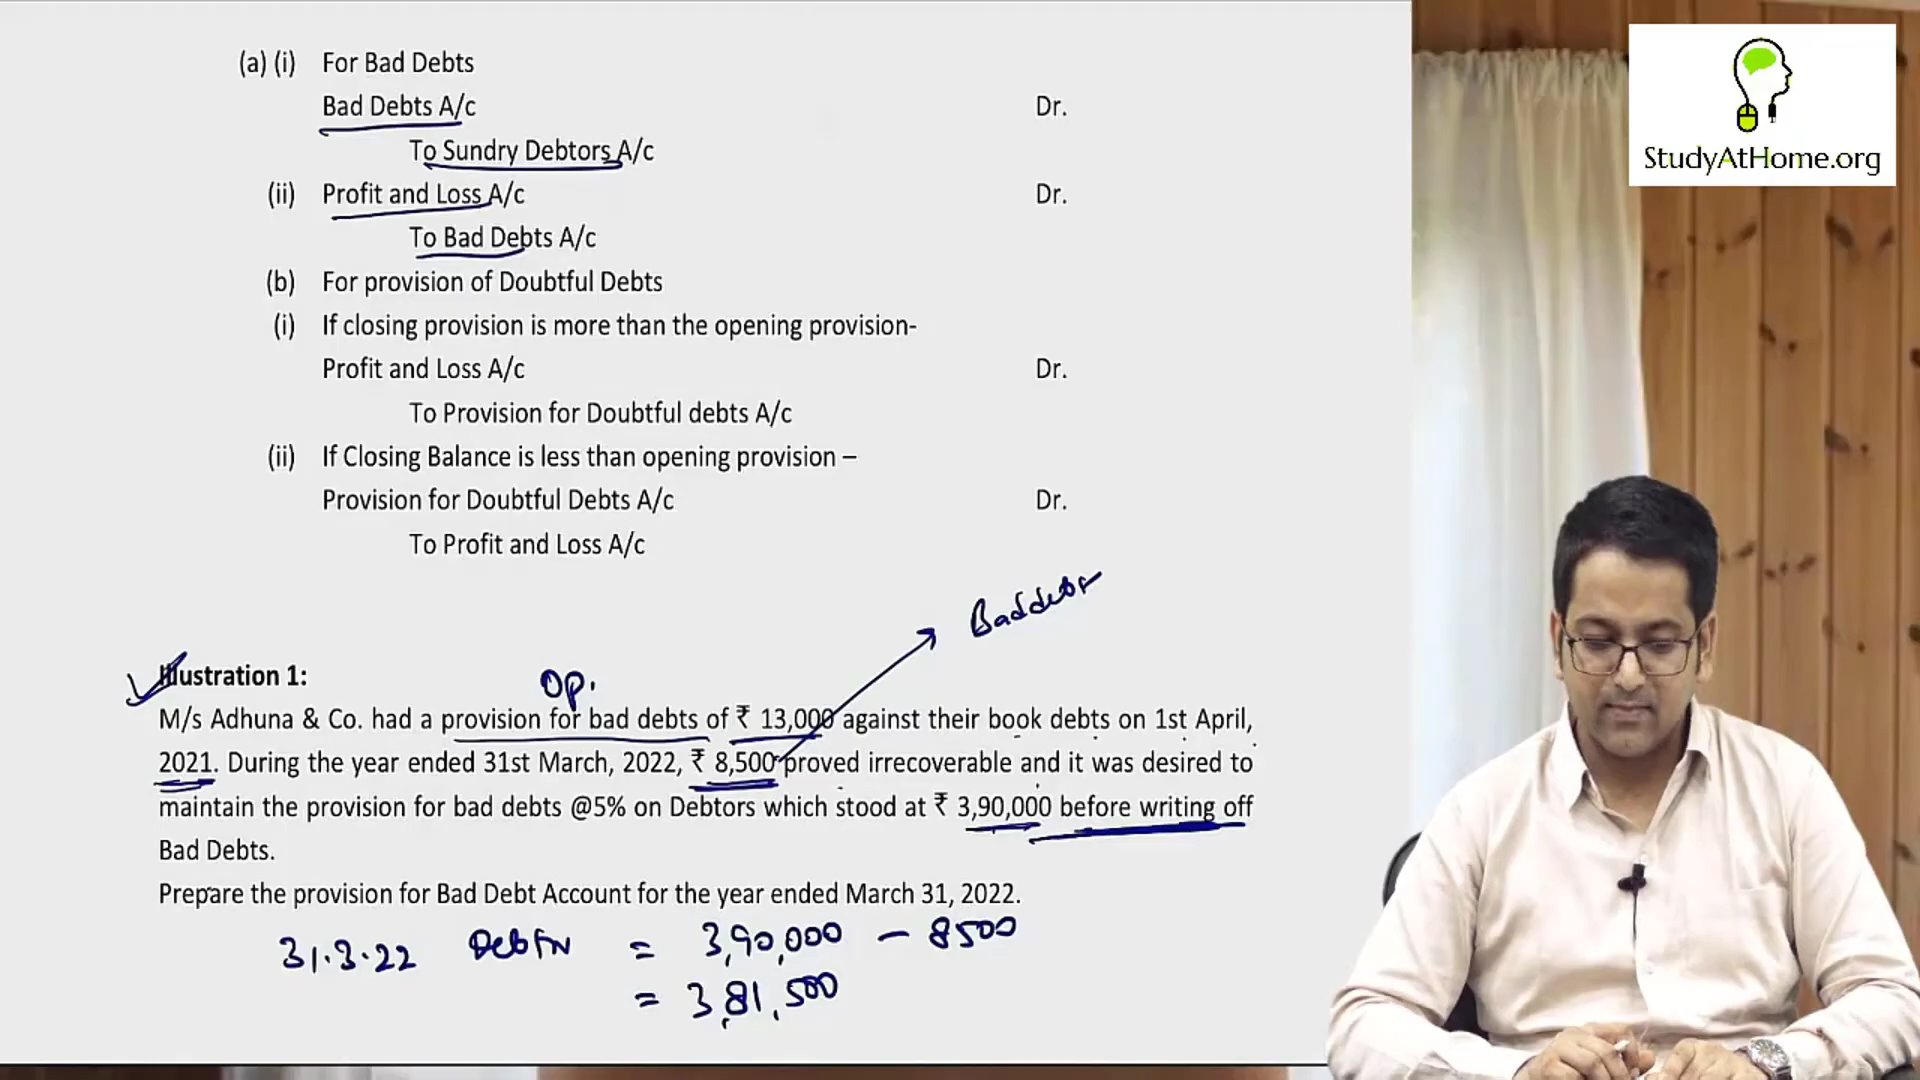 (a) (i) For Bad Debts
Bad Debts A/c Dr.
To Sundry Debtors A/c
(ii) Profit and Loss A/c Dr.
To Bad Debts A/c
(b) For provision of Doubtful Debts
(i) If closing provision is more than the opening provision-
Profit and Loss A/c Dr.
To Provision for Doubtful debts A/c
(ii) If Closing Balance is less than opening provision –
Provision for Doubtful Debts A/c Dr.
To Profit and Loss A/c
Bad debts
Illustration 1:
Op.
M/s Adhuna & Co. had a provision for bad debts of ₹ 13,000 against their book debts on 1st April,
2021. During the year ended 31st March, 2022, ₹ 8,500 proved irrecoverable and it was desired to
maintain the provision for bad debts @5% on Debtors which stood at ₹ 3,90,000 before writing off
Bad Debts.
Prepare the provision for Bad Debt Account for the year ended March 31, 2022.
31.3.22 = 3,90,000 – 8500
= 3,81,500
StudyAtHome.org